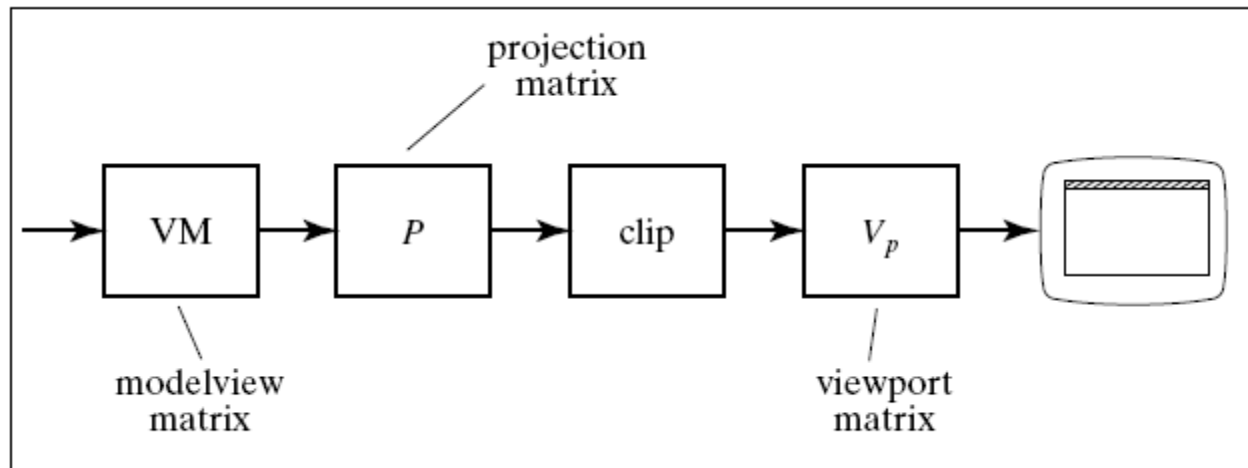 projection
matrix
VM
P
clip
Vp
modelview
matrix
viewport
matrix